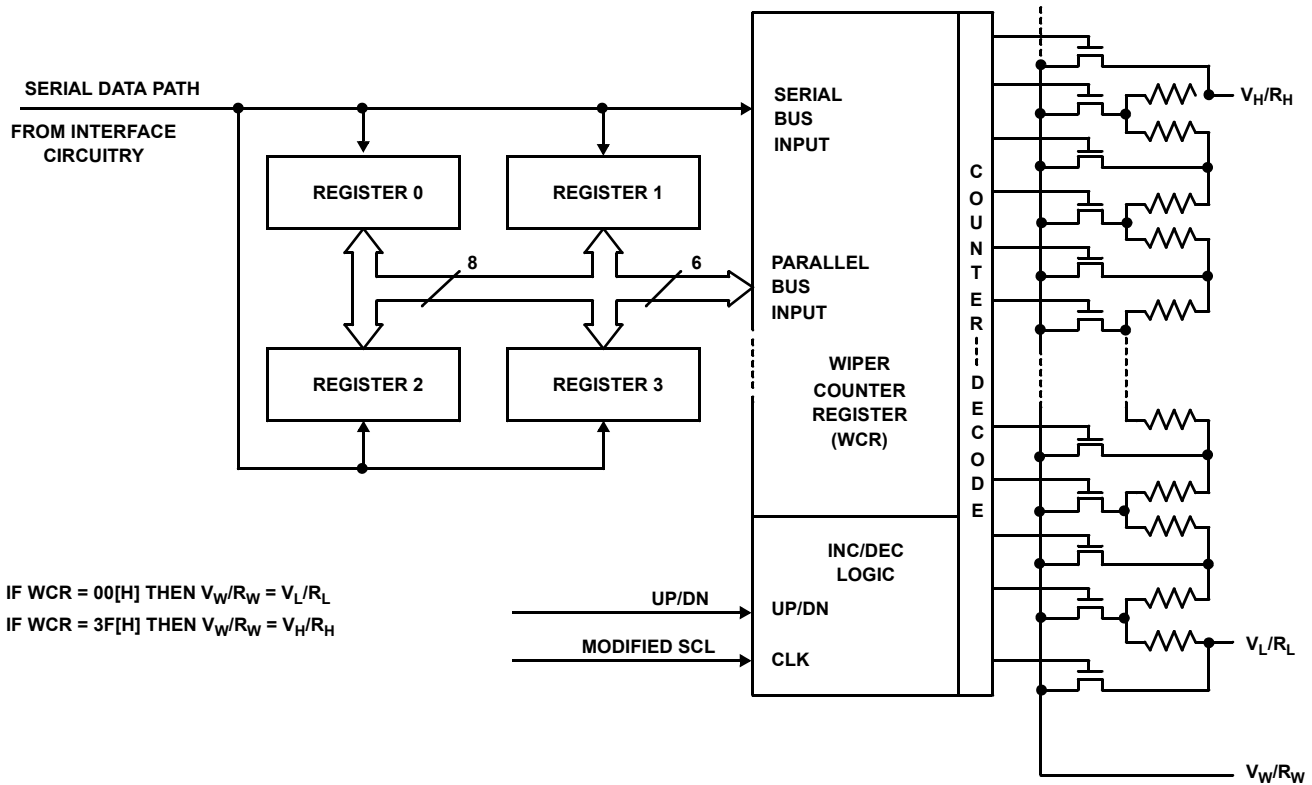 SERIAL DATA PATH
FROM INTERFACE
CIRCUITRY
REGISTER 0
REGISTER 1
8
6
REGISTER 2
REGISTER 3
SERIAL
BUS
INPUT
PARALLEL
BUS
INPUT
WIPER
COUNTER
REGISTER
(WCR)
INC/DEC
LOGIC
UP/DN
UP/DN
MODIFIED SCL
CLK
COUNTER
DECODE
VH/RH
VL/RL
VW/RW
IF WCR = 00[H] THEN VW/RW = VL/RL
IF WCR = 3F[H] THEN VW/RW = VH/RH